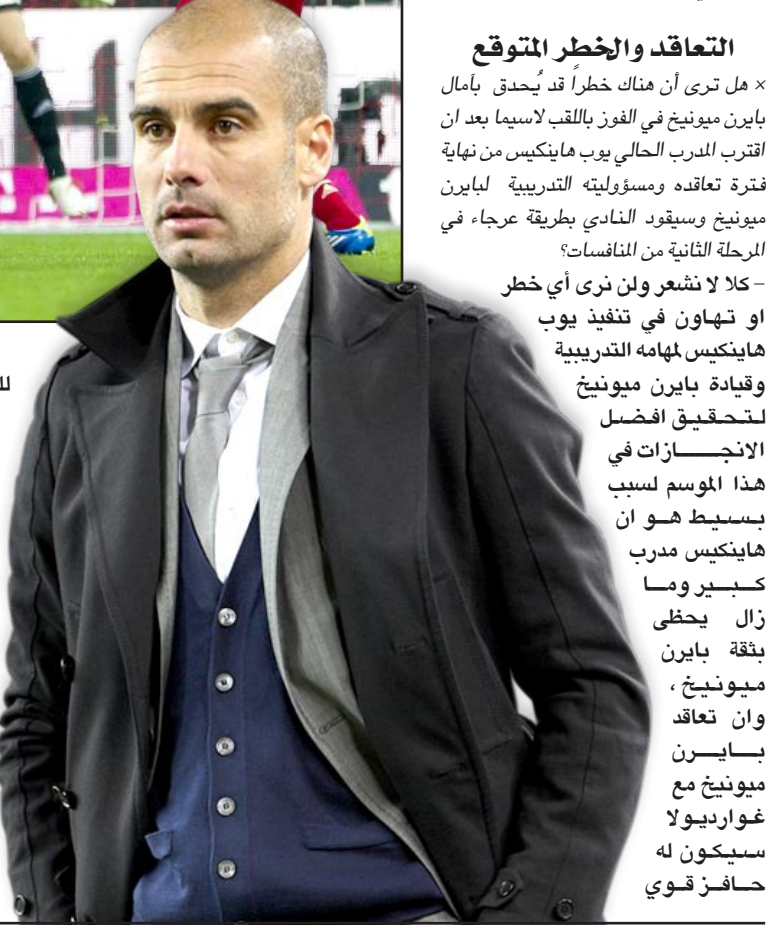 التعاقد والخطر المتوقع
× هل ترى أن هناك خطراً قد يُحدق بآمال
بايرن ميونيخ في الفوز باللقب لاسيما بعد ان
اقترب المدرب الحالي يوب هاينكيس من نهاية
فترة تعاقده ومسؤوليته التدريبية لبايرن
ميونيخ وسيقود النادي بطريقة عرجاء في
المرحلة الثانية من المنافسات؟
– كلا لا نشعر ولن نرى أي خطر
او تهاون في تنفيذ يوب
هاينكيس لمهامه التدريبية
وقيادة بايرن ميونيخ
لتحقيق افضل
الانجازات في
هذا الموسم لسبب
بسيط هو ان
هاينكيس مدرب
كبير وما
زال يحظى
بثقة بايرن
ميونيخ ،
وان تعاقد
بايرن
ميونيخ مع
غوارديولا
سيكون له
حافز قوي